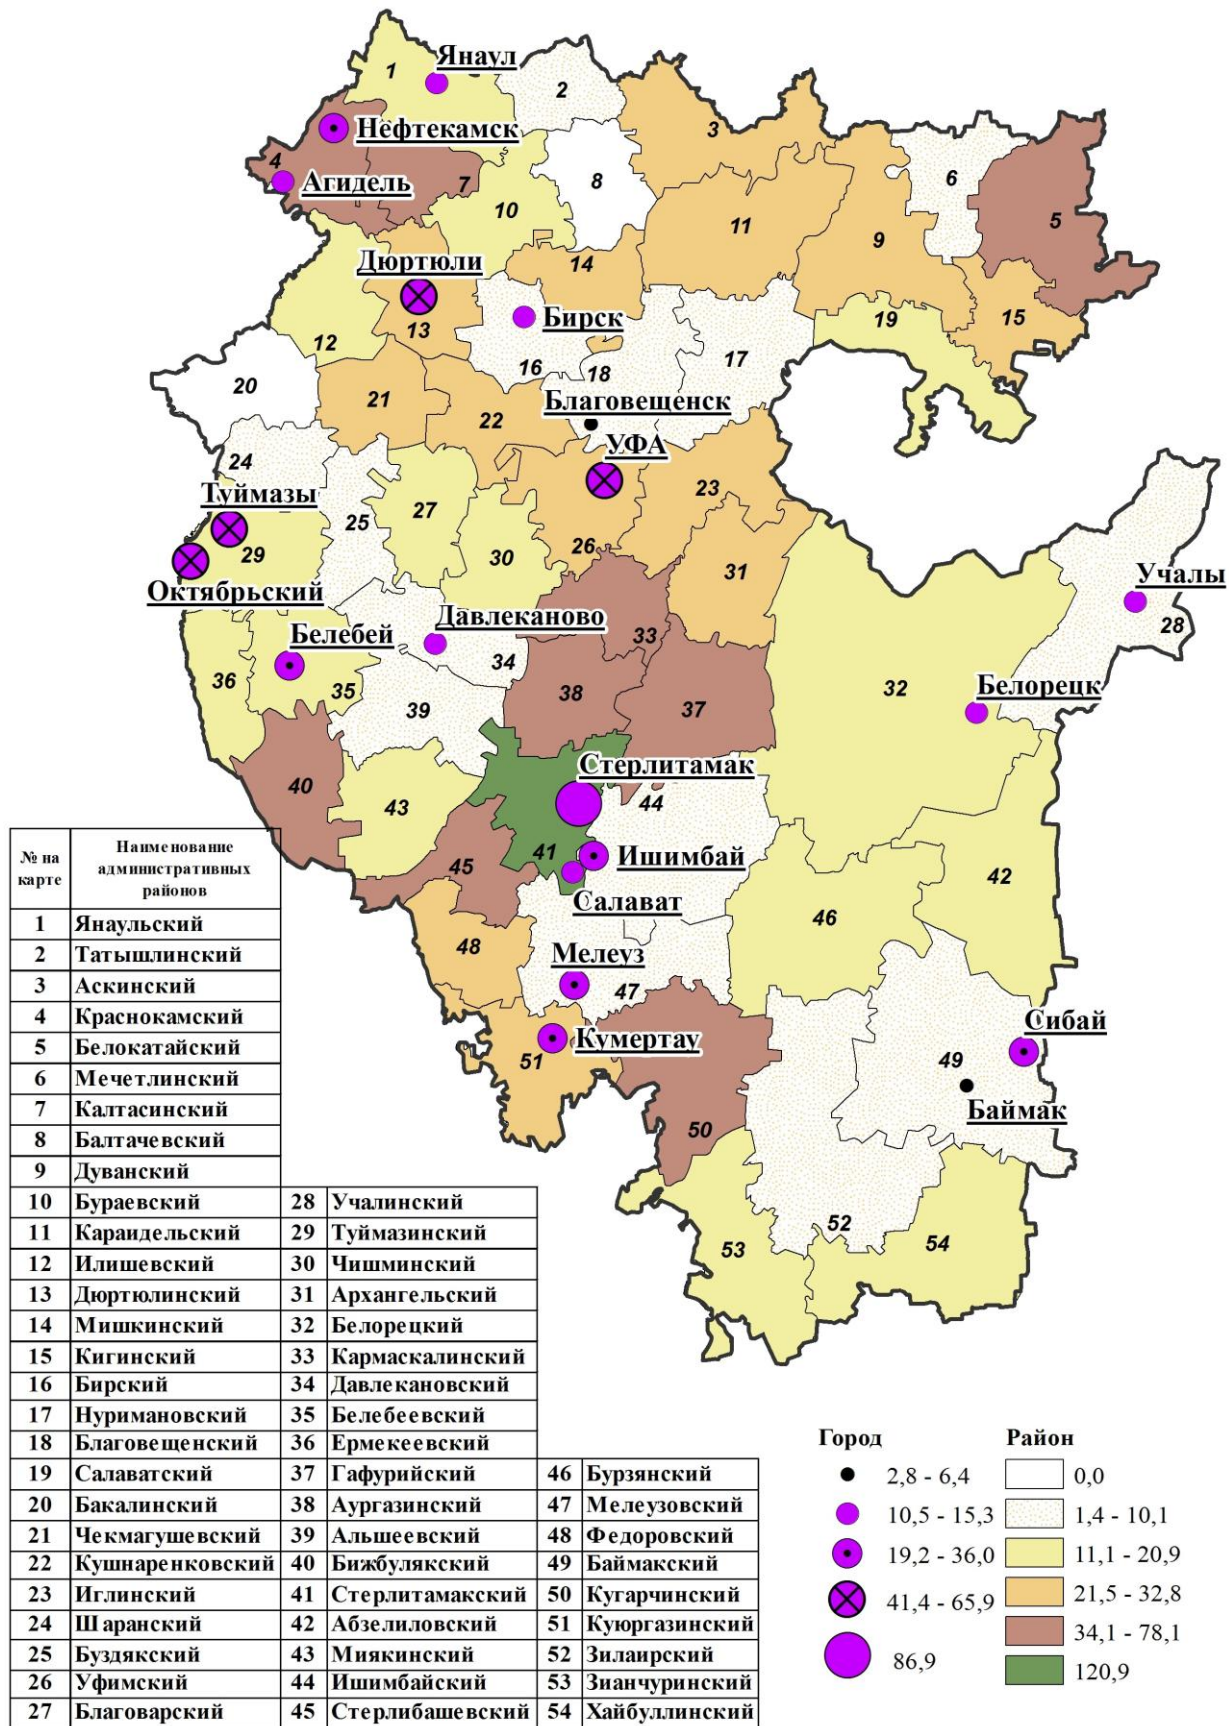 Янаул
1
2
Нефтекамск
3
4
Агидель
7
6
5
8
10
11
9
Дюртюли
14
13
12
Бирск
19
15
16
18
17
20
21
22
Благовещенск
УФА
24
23
Туймазы
25
27
29
30
26
31
Октябрьский
Учалы
28
Давлеканово
Белебей
33
34
36
35
38
37
32
Белорецк
39
40
43
Стерлитамак
44
41
Ишимбай
45
Салават
42
46
48
Мелеуз
47
Сибай
51
Кумертау
49
Баймак
50
52
53
54
№ на карте
Наименование административных районов
1 Янаульский
2 Татышлинский
3 Аскинский
4 Краснокамский
5 Белокатайский
6 Мечетлинский
7 Калтасинский
8 Балтачевский
9 Дуванский
10 Бураевский 28 Учалинский
11 Караидельский 29 Туймазинский
12 Илишевский 30 Чишминский
13 Дюртюлинский 31 Архангельский
14 Мишкинский 32 Белорецкий
15 Кигинский 33 Кармаскалинский
16 Бирский 34 Давлекановский
17 Нуримановский 35 Белебеевский
18 Благовещенский 36 Ермекеевский
19 Салаватский 37 Гафурийский 46 Бурзянский
20 Бакалинский 38 Аургазинский 47 Мелеузовский
21 Чекмагушевский 39 Альшеевский 48 Федоровский
22 Кушнаренковский 40 Бижбулякский 49 Баймакский
23 Иглинский 41 Стерлитамакский 50 Кугарчинский
24 Шаранский 42 Абзелиловский 51 Куюргазинский
25 Буздякский 43 Миякинский 52 Зилаирский
26 Уфимский 44 Ишимбайский 53 Зианчуринский
27 Благоварский 45 Стерлибашевский 54 Хайбуллинский
Город Район
2,8 - 6,4 0,0
10,5 - 15,3 1,4 - 10,1
19,2 - 36,0 11,1 - 20,9
41,4 - 65,9 21,5 - 32,8
86,9 34,1 - 78,1
120,9